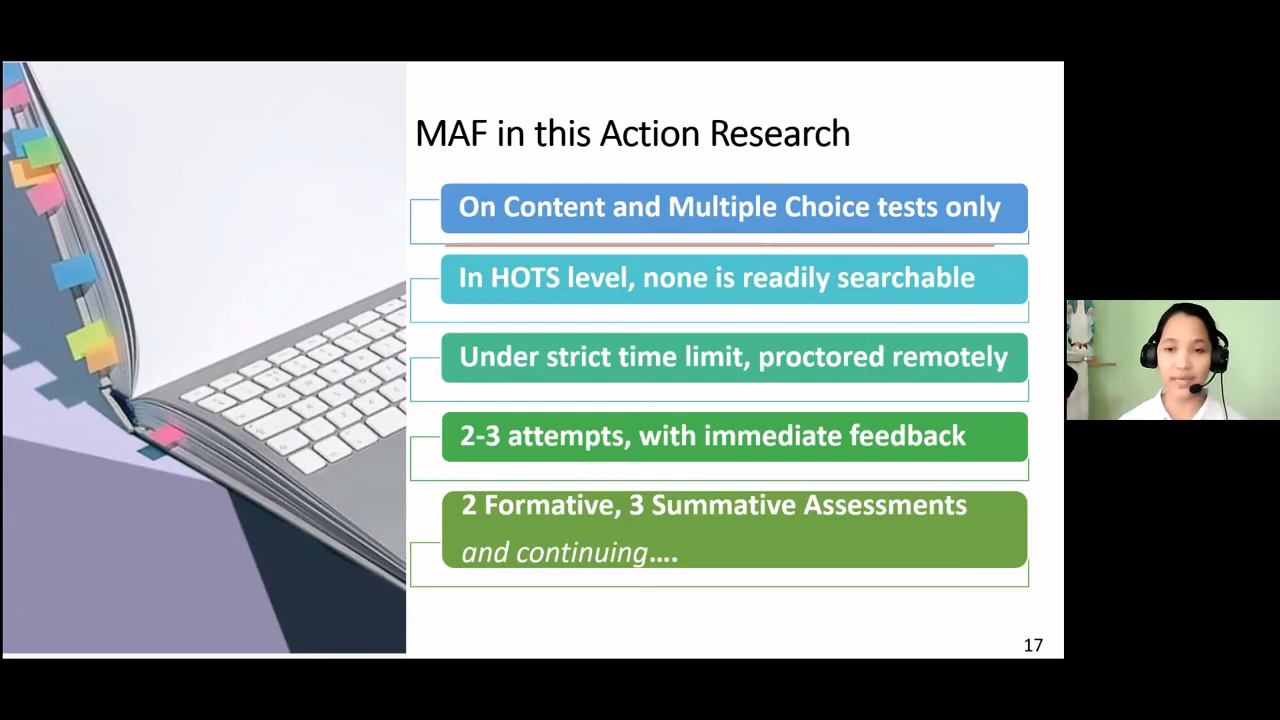 MAF in this Action Research
On Content and Multiple Choice tests only
In HOTS level, none is readily searchable
Under strict time limit, proctored remotely
2-3 attempts, with immediate feedback
2 Formative, 3 Summative Assessments
and continuing....
17